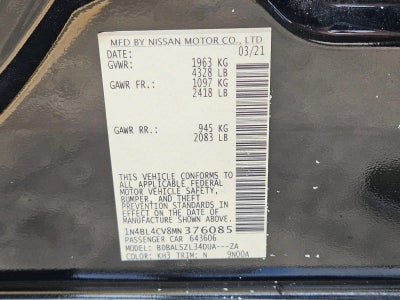 MFD BY NISSAN MOTOR CO., LTD
DATE: 03/21
GVWR: 1963 KG
4328 LB
GAWR FR.: 1097 KG
2418 LB
GAWR RR.: 945 KG
2083 LB
THIS VEHICLE CONFORMS TO
ALL APPLICABLE FEDERAL
MOTOR VEHICLE SAFETY,
BUMPER, AND THEFT
PREVENTION STANDARDS
IN EFFECT ON THE DATE OF
MANUFACTURE SHOWN ABOVE.
1N4BL4CV8MN376085
PASSENGER CAR 643606
MODEL: BDBALSZL34DUA---ZA
COLOR: KH3 TRIM: N 9N00A